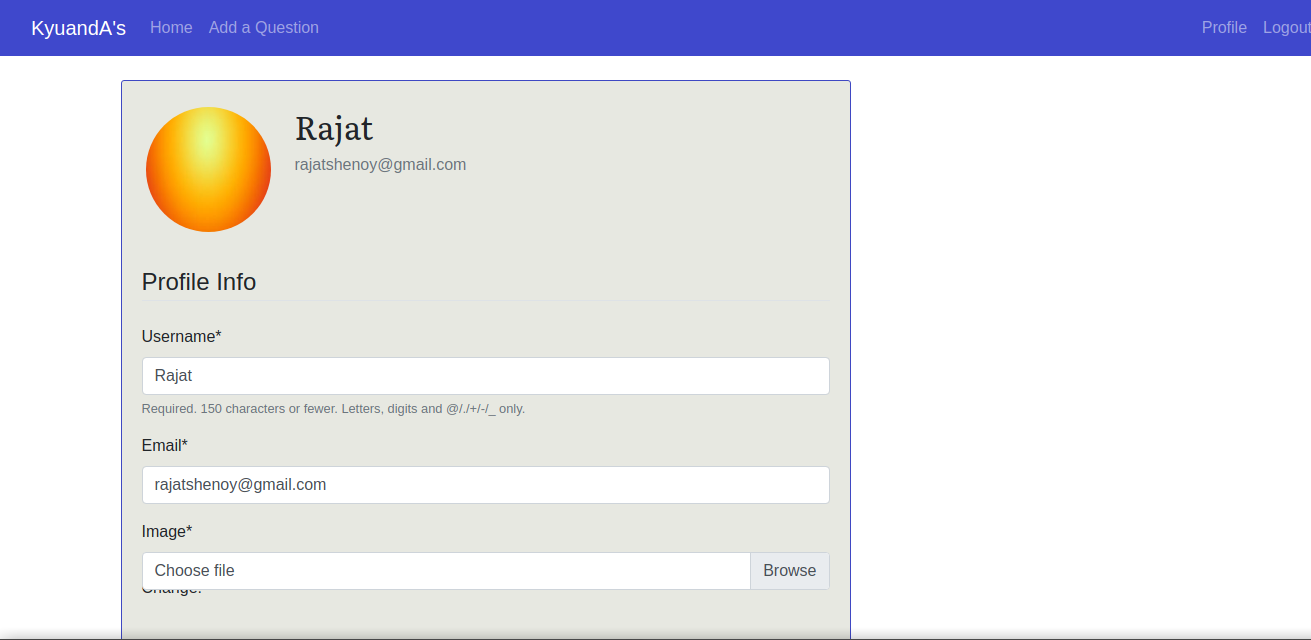 KyuandA's Home Add a Question Profile Logout
Rajat
rajatshenoy@gmail.com
Profile Info
Username*
Rajat
Required. 150 characters or fewer. Letters, digits and @/./+/-/_ only.
Email*
rajatshenoy@gmail.com
Image*
Choose file Browse
Change: